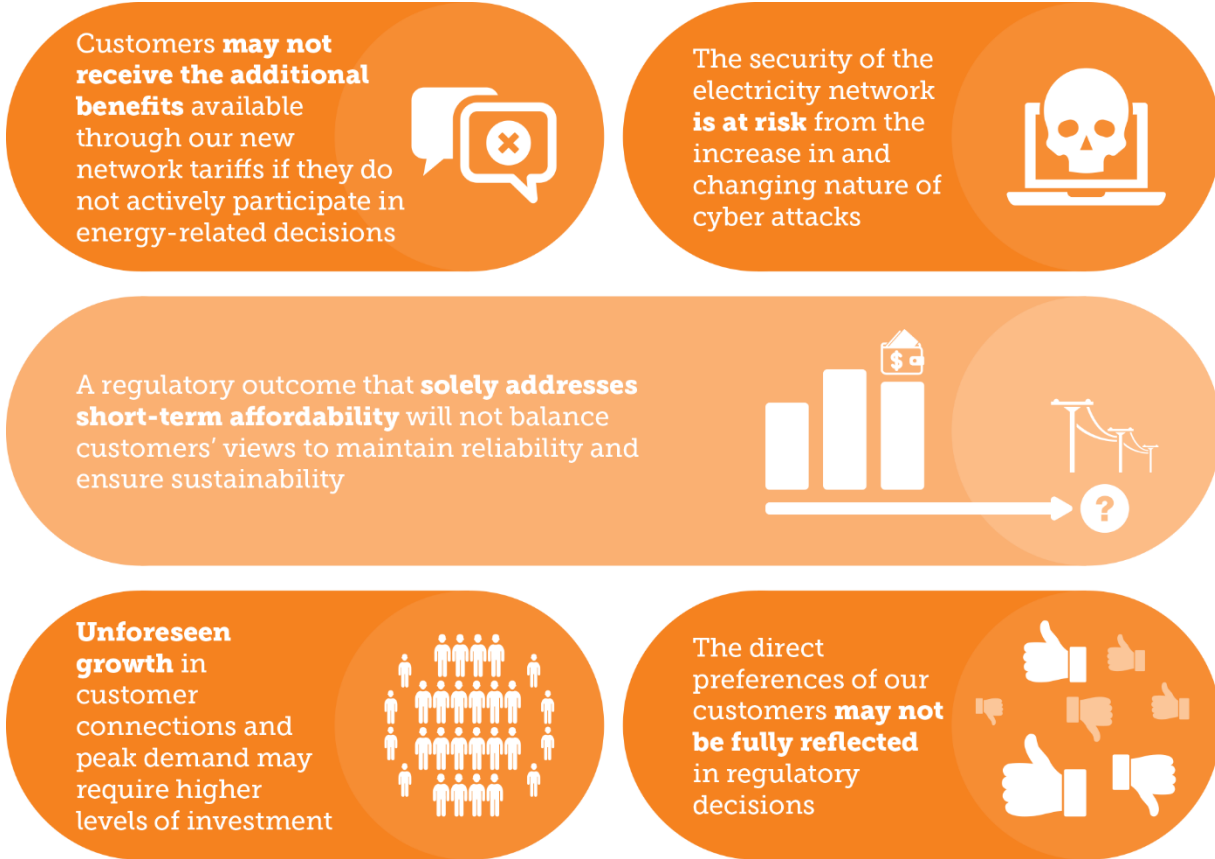 Customers may not
receive the additional
benefits available
through our new
network tariffs if they do
not actively participate in
energy-related decisions
The security of the
electricity network
is at risk from the
increase in and
changing nature of
cyber attacks
A regulatory outcome that solely addresses
short-term affordability will not balance
customers’ views to maintain reliability and
ensure sustainability
$
?
Unforeseen
growth in
customer
connections and
peak demand may
require higher
levels of investment
The direct
preferences of our
customers may not
be fully reflected
in regulatory
decisions